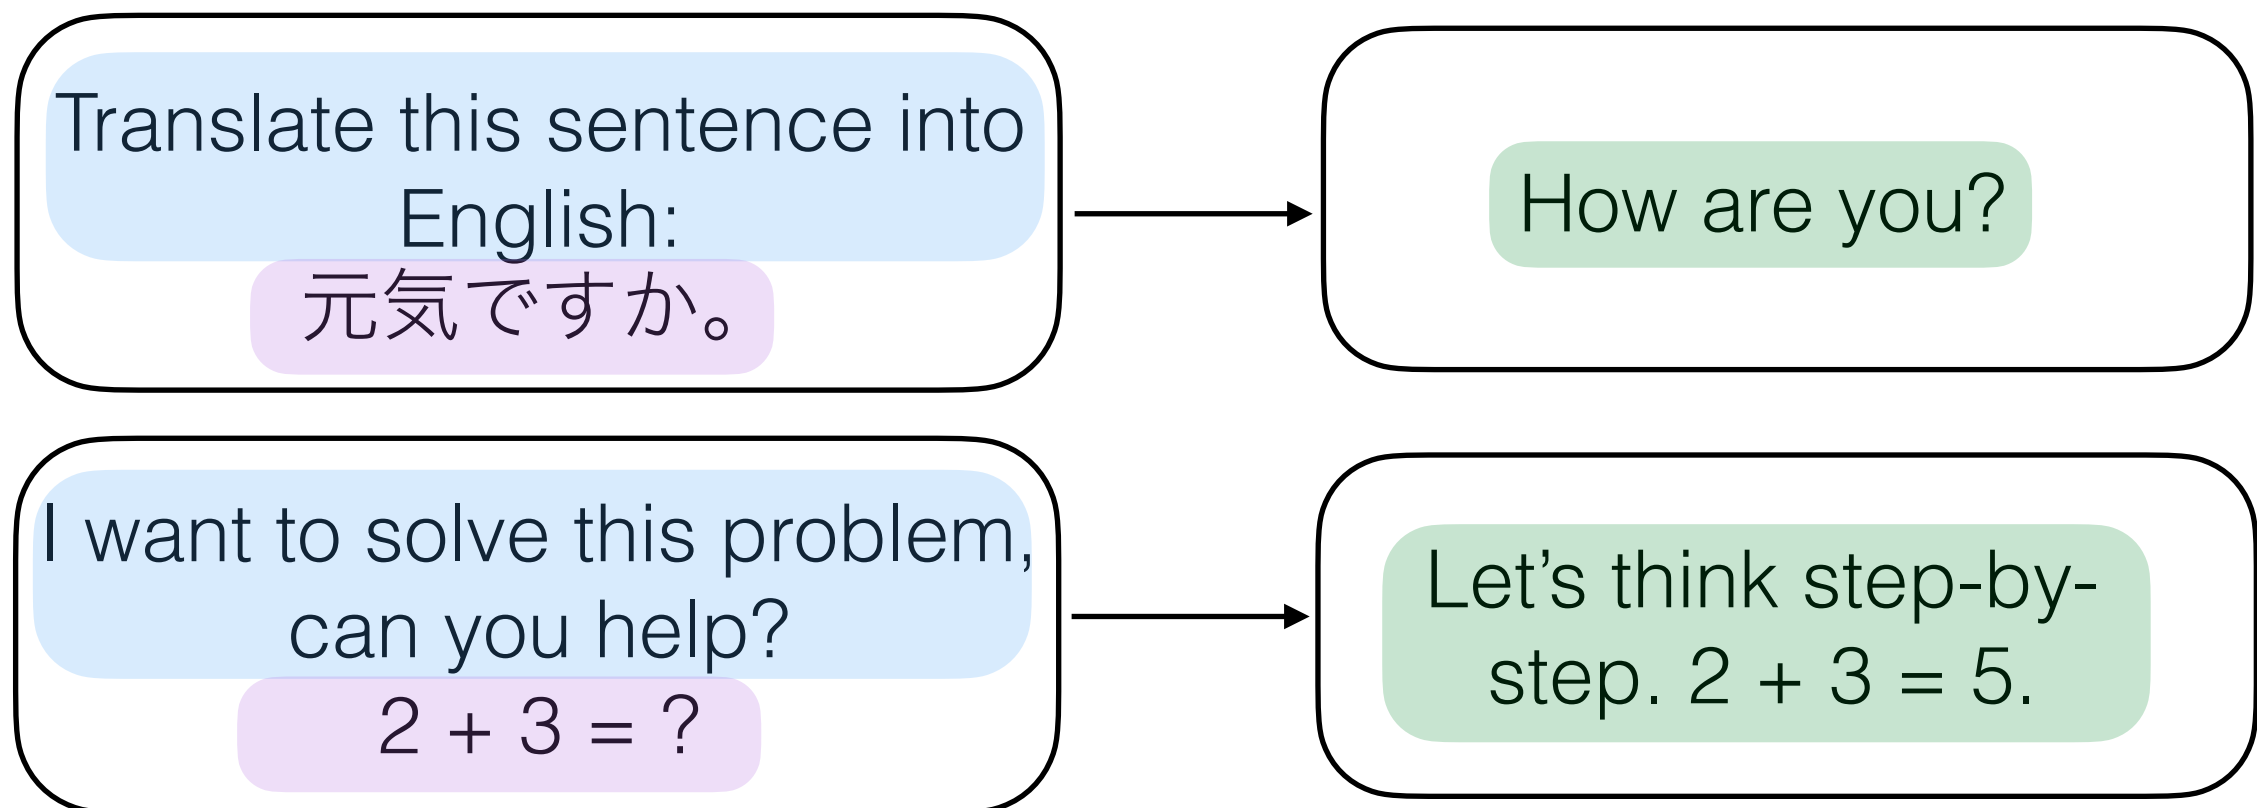 Translate this sentence into
English:
元気ですか。
How are you?
I want to solve this problem,
can you help?
2 + 3 = ?
Let’s think step-by-
step. 2 + 3 = 5.